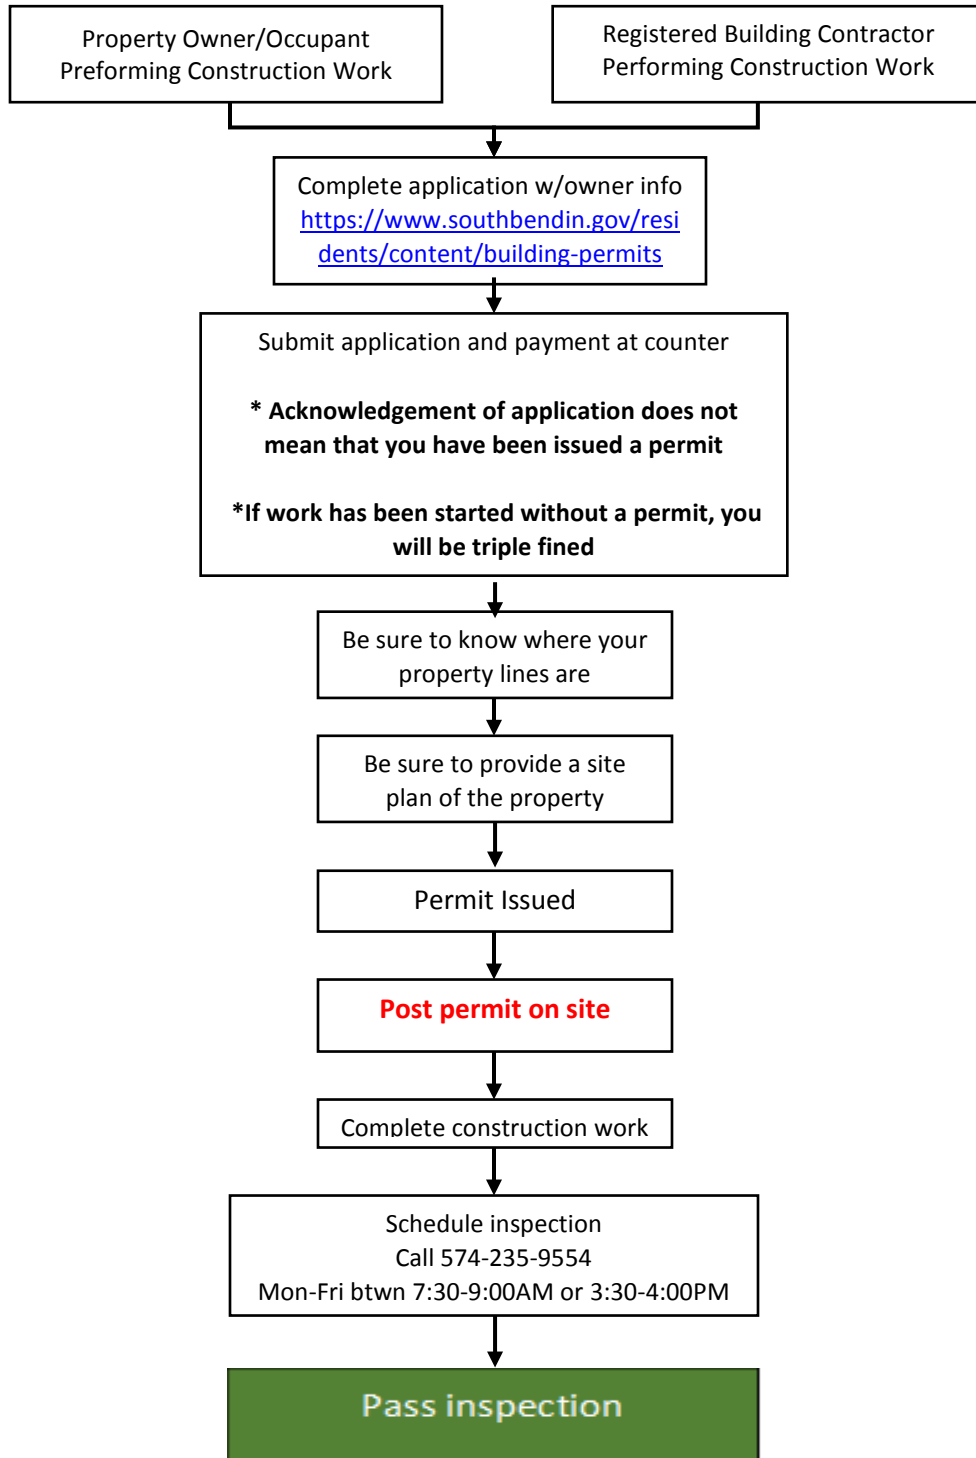 Property Owner/Occupant
Preforming Construction Work
Registered Building Contractor
Performing Construction Work
Complete application w/owner info
https://www.southbendin.gov/resi
dents/content/building-permits
Submit application and payment at counter
* Acknowledgement of application does not
mean that you have been issued a permit
*If work has been started without a permit, you
will be triple fined
Be sure to know where your
property lines are
Be sure to provide a site
plan of the property
Permit Issued
Post permit on site
Complete construction work
Schedule inspection
Call 574-235-9554
Mon-Fri btwn 7:30-9:00AM or 3:30-4:00PM
Pass inspection